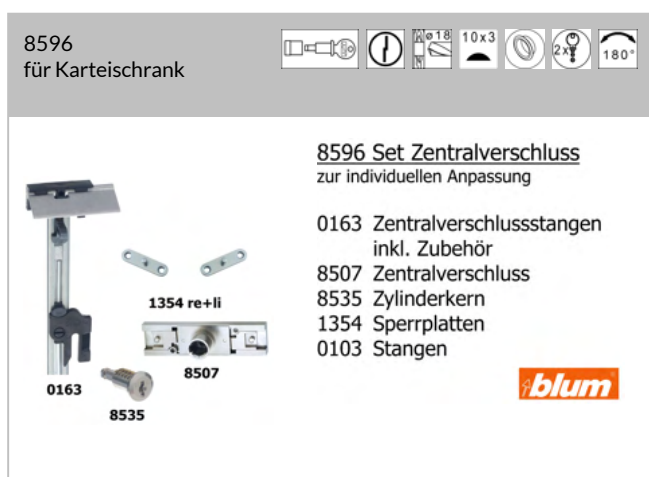 8596
für Karteischrank
ø18
10x3
2x
180°
8596 Set Zentralverschluss
zur individuellen Anpassung
0163 Zentralverschlussstangen
inkl. Zubehör
8507 Zentralverschluss
8535 Zylinderkern
1354 Sperrplatten
0103 Stangen
1354 re+li
8507
0163
8535
blum